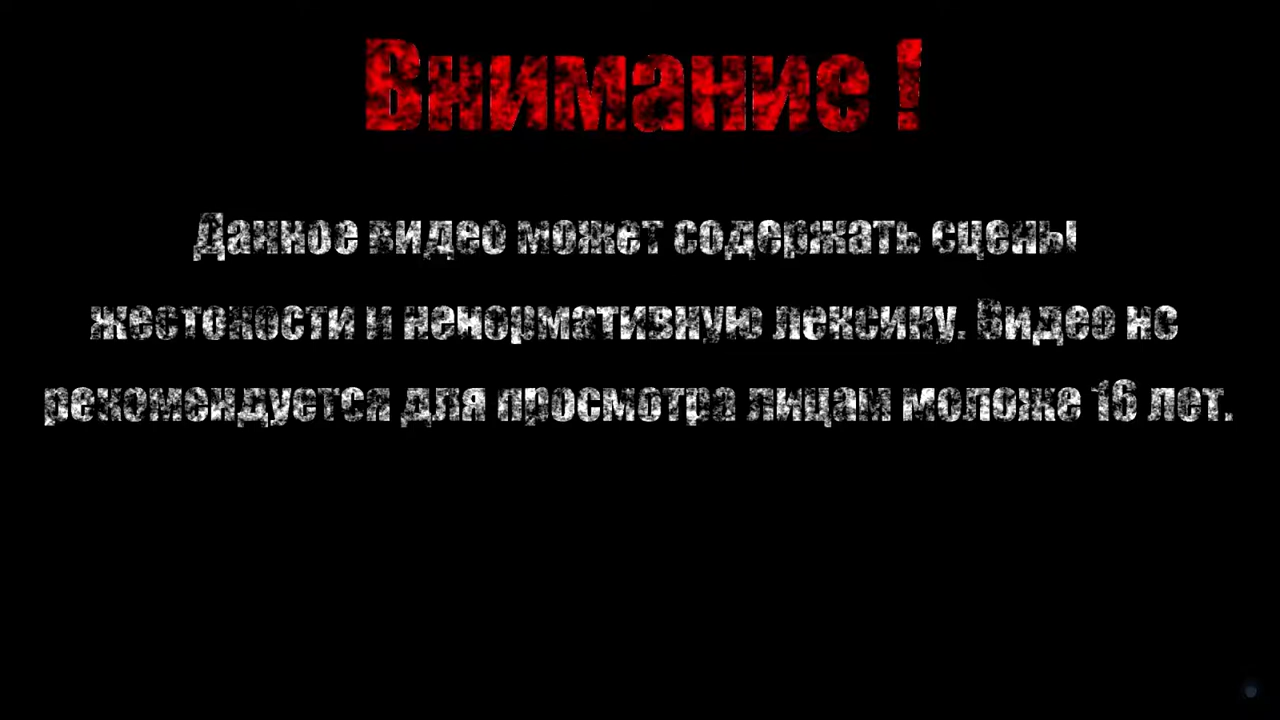 Внимание !
Данное видео может содержать сцены
жестокости и ненормативную лексику. Видео не
рекомендуется для просмотра лицам моложе 16 лет.